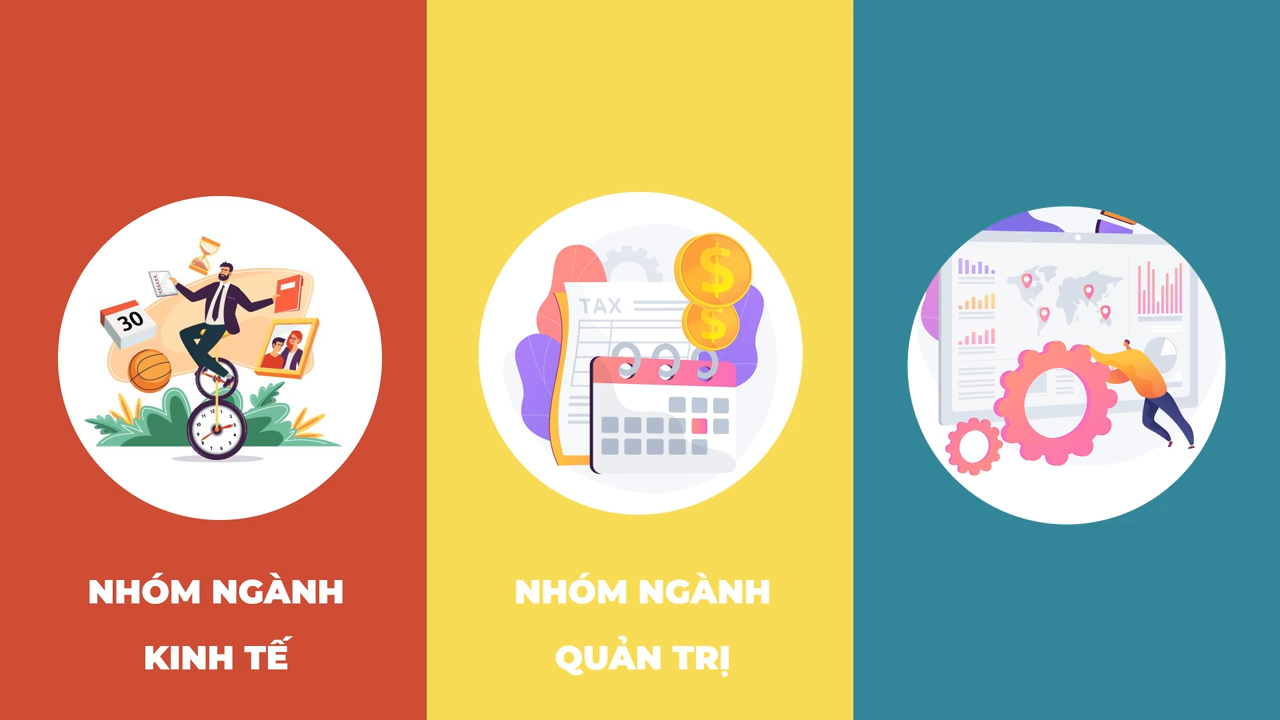 30
TAX
$
$
NHÓM NGÀNH
KINH TẾ
NHÓM NGÀNH
QUẢN TRỊ